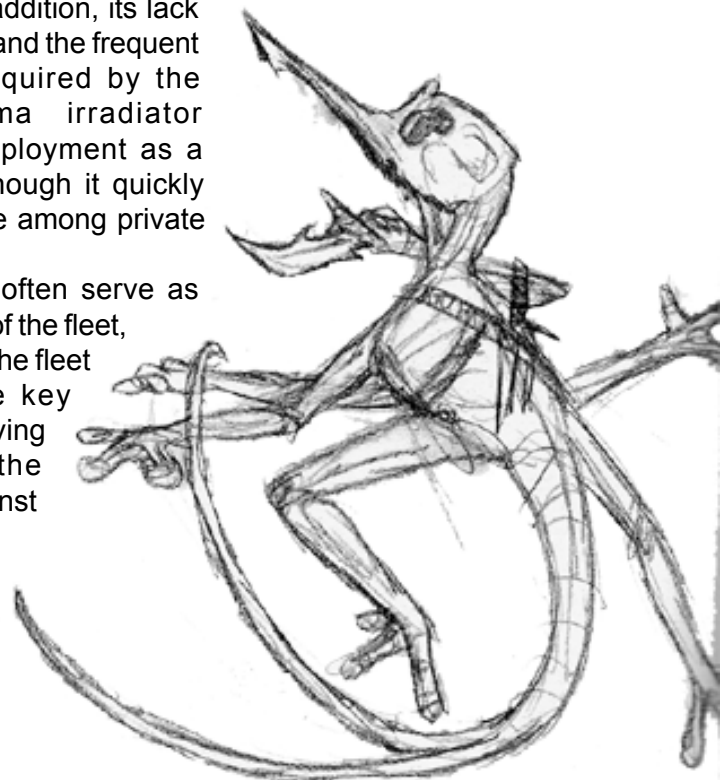 addition, its lack
and the frequent
quired by the
ma irradiator
ployment as a
hough it quickly
e among private
often serve as
of the fleet,
he fleet
e key
ving
the
nst